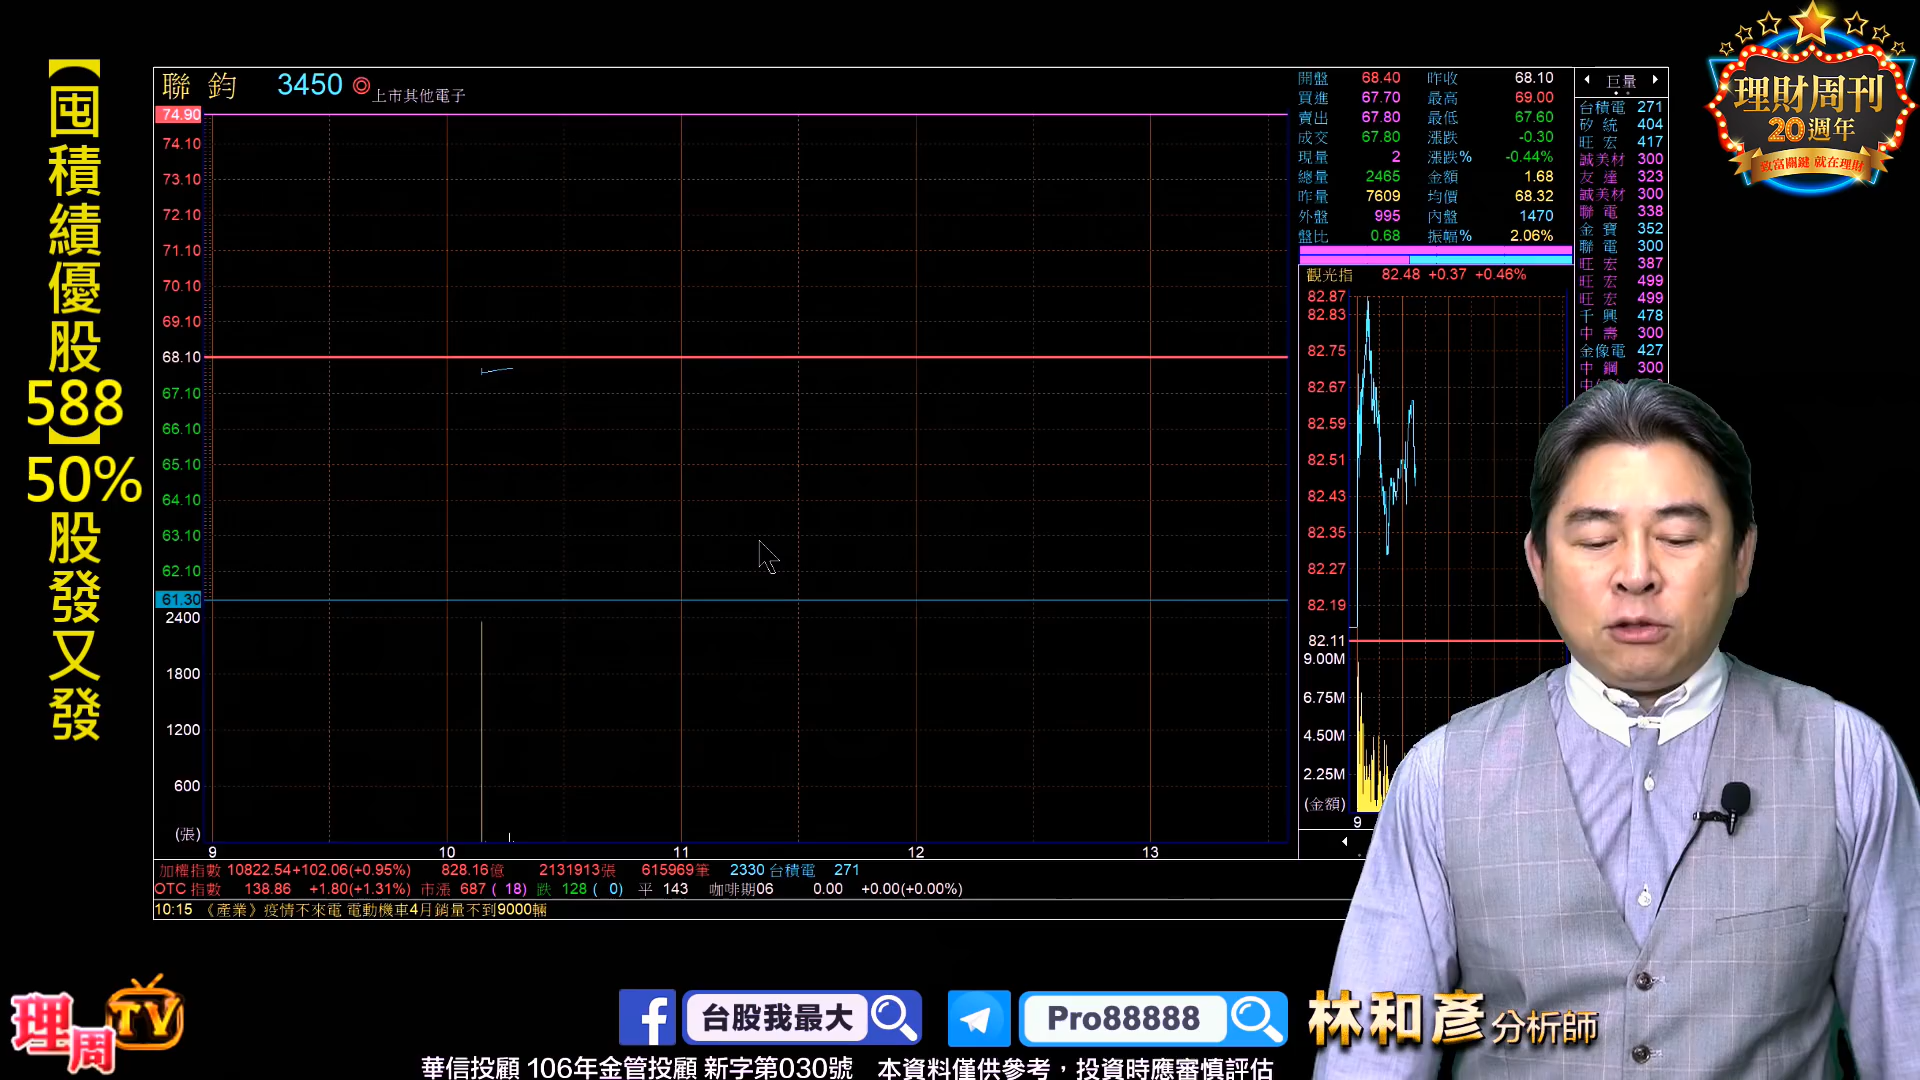 【囤積績優股588】50%股發又發
聯 鈞 3450 ◎上市其他電子
74.90
74.10
73.10
72.10
71.10
70.10
69.10
68.10
67.10
66.10
65.10
64.10
63.10
62.10
61.30
2400
1800
1200
600
(張)
9 10 11 12 13
開盤 68.40 昨收 68.10
買進 67.70 最高 69.00
賣出 67.80 最低 67.60
成交 67.80 漲跌 -0.30
現量 2 漲跌% -0.44%
總量 2465 金額 1.68
昨量 7609 均價 68.32
外盤 995 內盤 1470
盤比 0.68 振幅% 2.06%
觀光指 82.48 +0.37 +0.46%
82.87
82.83
82.75
82.67
82.59
82.51
82.43
82.35
82.27
82.19
82.11
9.00M
6.75M
4.50M
2.25M
(金額)
9
巨量
台積電 271
矽 統 404
旺 宏 417
誠美材 300
友 達 323
誠美材 300
聯 電 338
金 寶 352
聯 電 300
旺 宏 387
旺 宏 499
旺 宏 499
千 興 478
中 壽 300
金像電 427
中 鋼 300
加權指數 10822.54+102.06(+0.95%) 828.16億 2131913張 615969筆 2330 台積電 271
OTC 指數 138.86 +1.80(+1.31%) 市漲 687 ( 18) 跌 128 ( 0) 平 143 咖啡期06 0.00 +0.00(+0.00%)
10:15 《產業》疫情不來電 電動機車4月銷量不到9000輛
理財周刊
20週年
致富關鍵 就在理財
理周TV
台股我最大
Pro88888
林和彥 分析師
華信投顧 106年金管投顧 新字第030號 本資料僅供參考，投資時應審慎評估